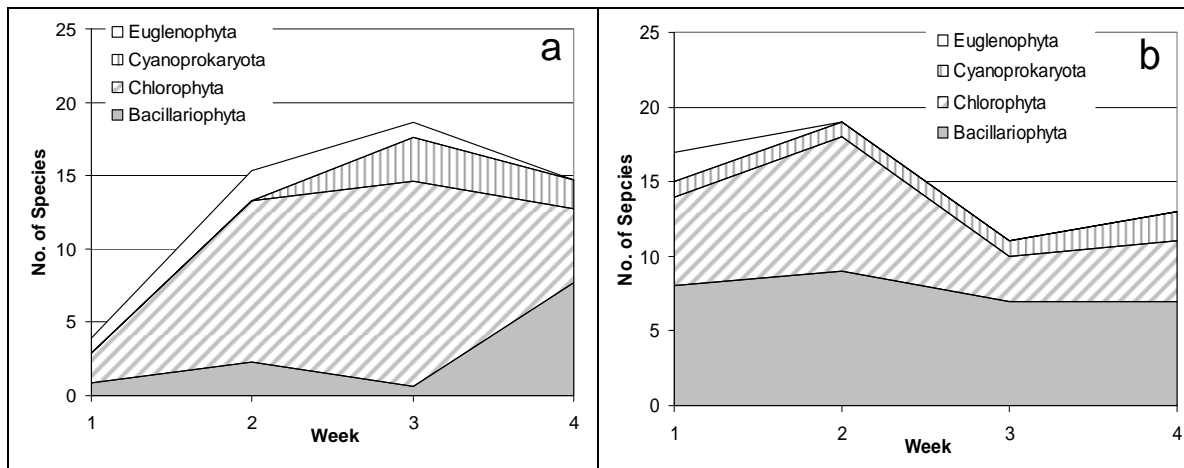 a
25
20
15
10
5
0
No. of Species
Euglenophyta
Cyanoprokaryota
Chlorophyta
Bacillariophyta
1
2
3
4
Week
b
25
20
15
10
5
0
No. of Sepcies
Euglenophyta
Cyanoprokaryota
Chlorophyta
Bacillariophyta
1
2
3
4
Week